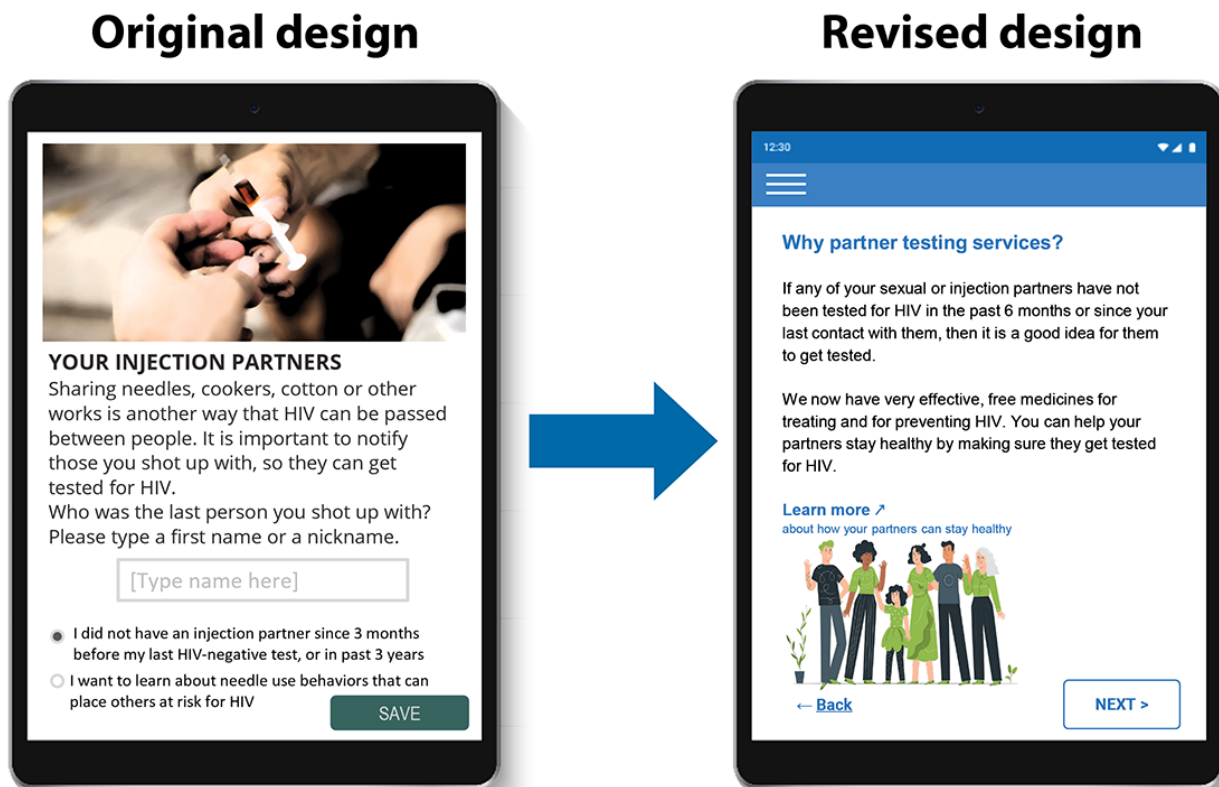 Original design
YOUR INJECTION PARTNERS
Sharing needles, cookers, cotton or other
works is another way that HIV can be passed
between people. It is important to notify
those you shot up with, so they can get
tested for HIV.
Who was the last person you shot up with?
Please type a first name or a nickname.
[Type name here]
I did not have an injection partner since 3 months
before my last HIV-negative test, or in past 3 years
I want to learn about needle use behaviors that can
place others at risk for HIV
SAVE
Revised design
12:30
Why partner testing services?
If any of your sexual or injection partners have not
been tested for HIV in the past 6 months or since your
last contact with them, then it is a good idea for them
to get tested.
We now have very effective, free medicines for
treating and for preventing HIV. You can help your
partners stay healthy by making sure they get tested
for HIV.
Learn more ↗
about how your partners can stay healthy
← Back
NEXT >